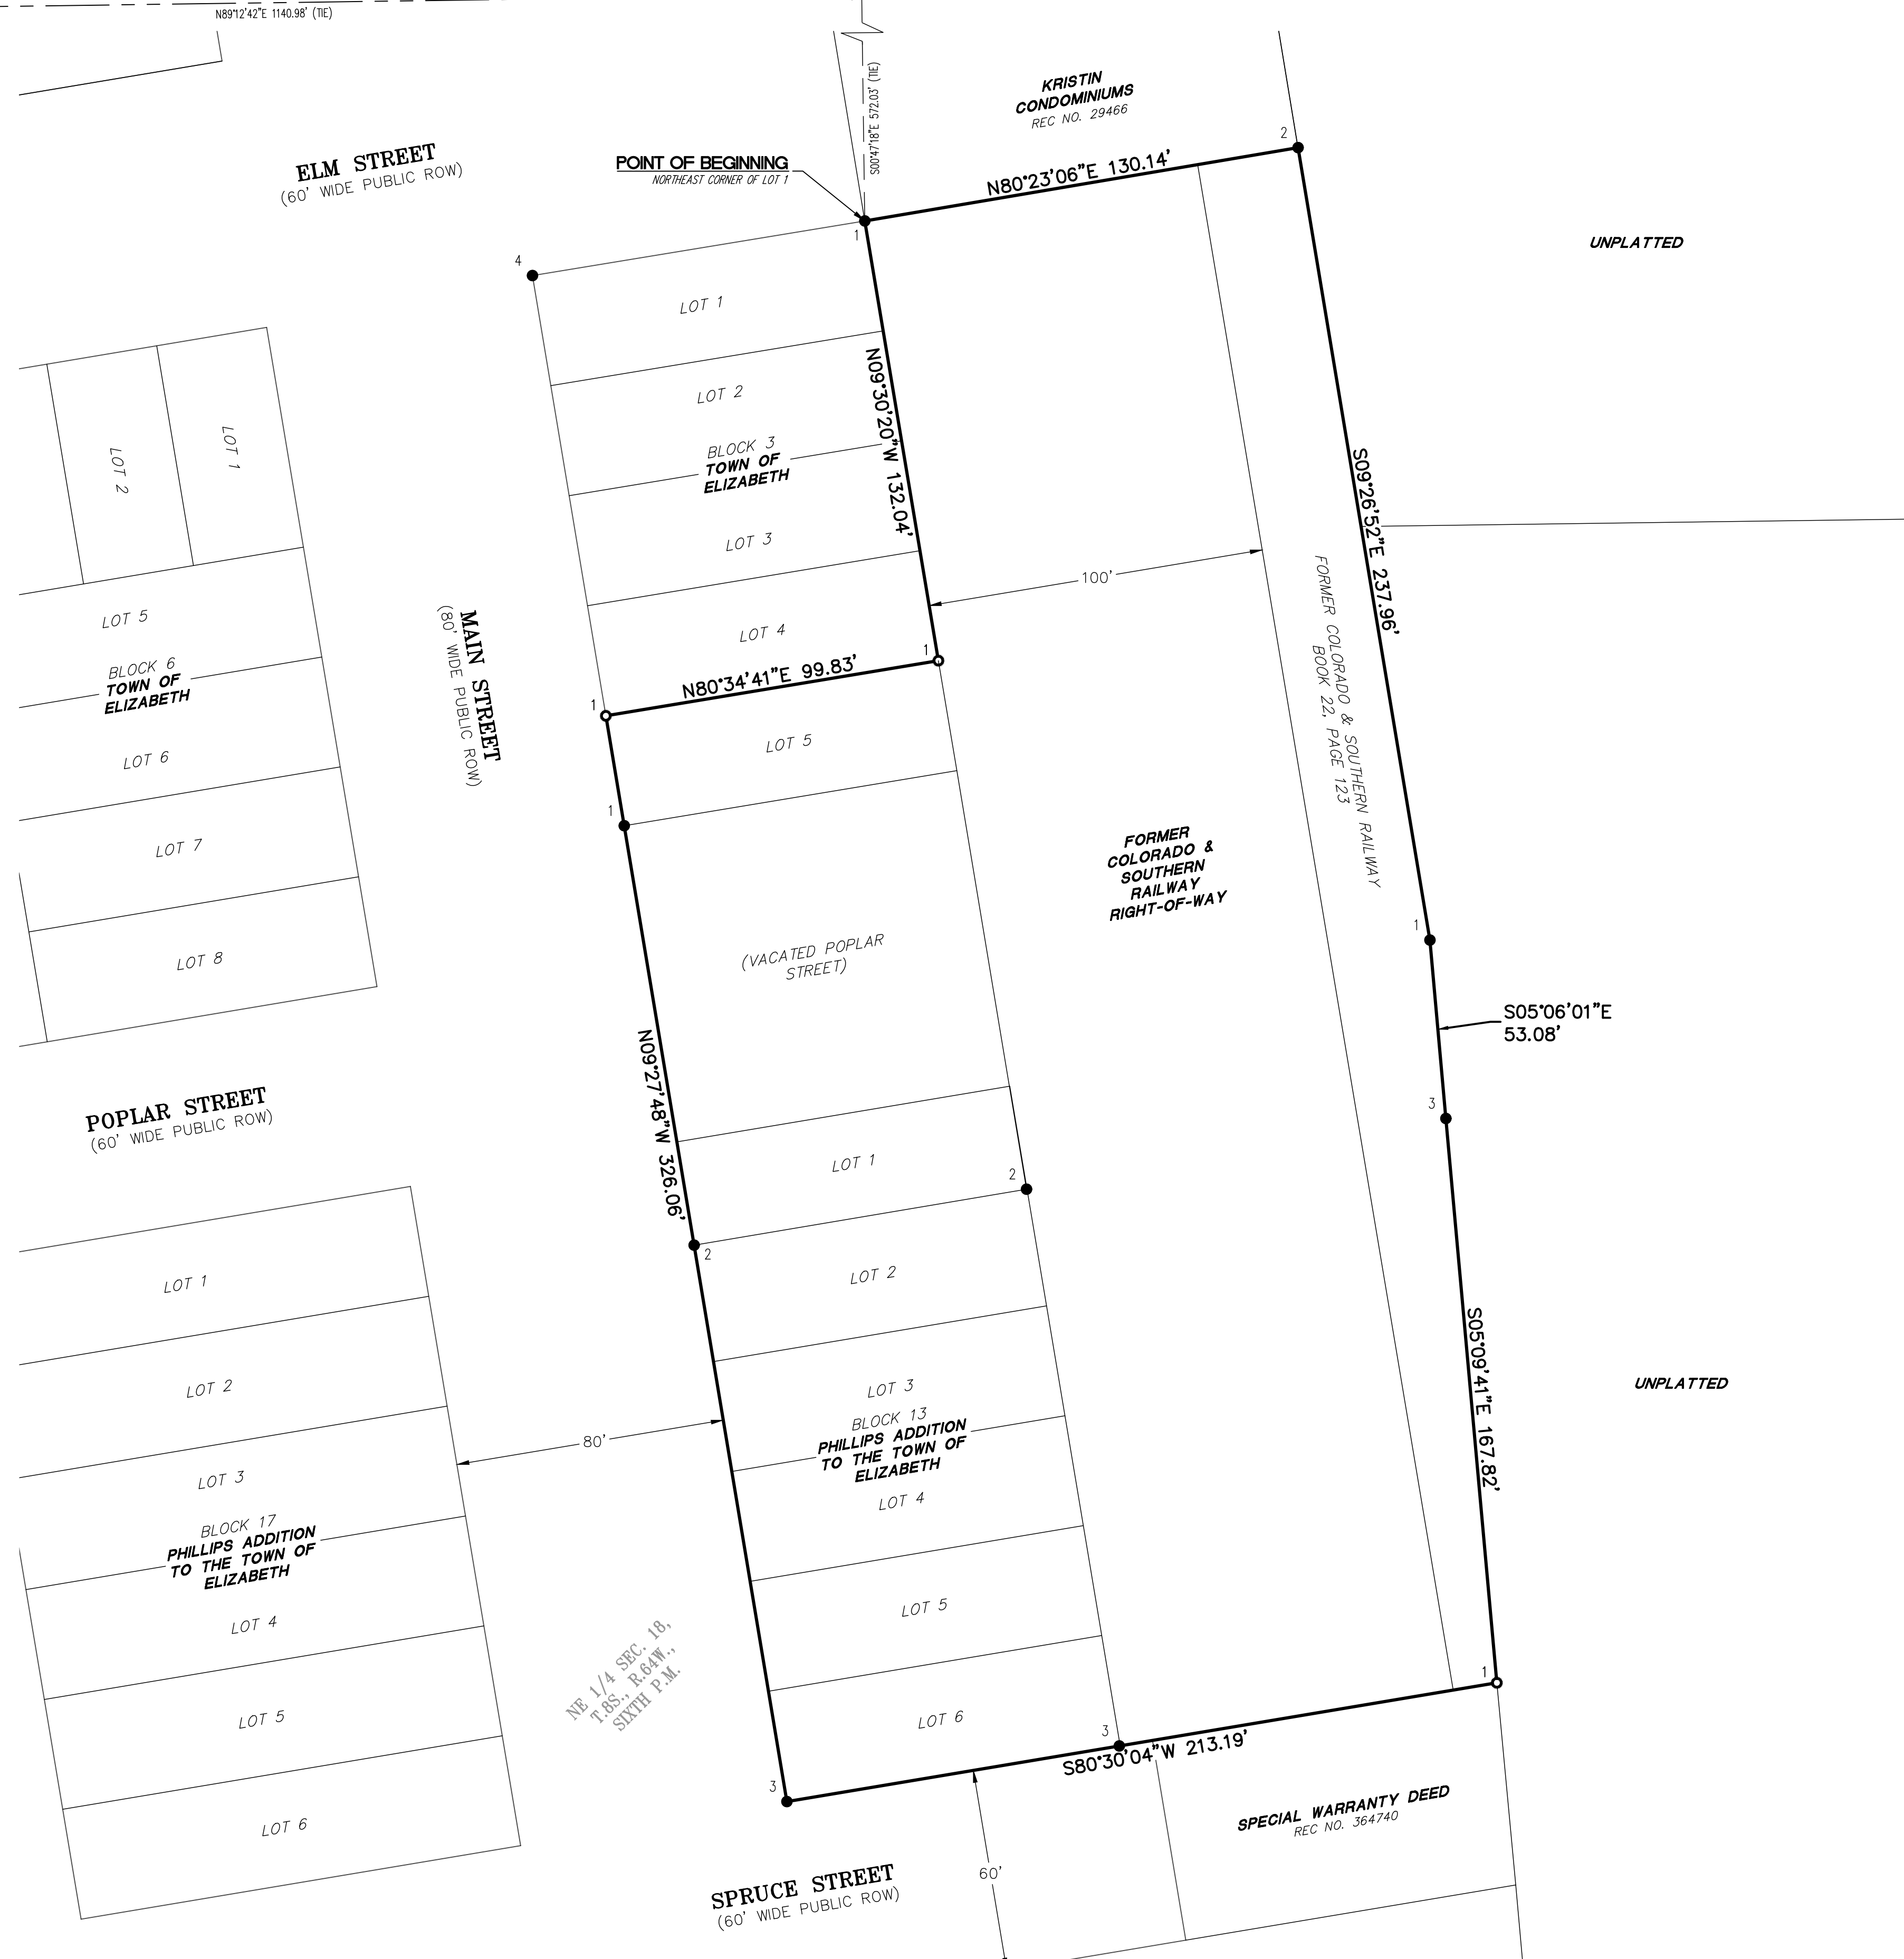 N89°12'42"E 1140.98' (TIE)
S00°47'18"E 572.03' (TIE)
KRISTIN
CONDOMINIUMS
REC NO. 29466
ELM STREET
(60' WIDE PUBLIC ROW)
POINT OF BEGINNING
NORTHEAST CORNER OF LOT 1
N80°23'06"E 130.14'
2
1
4
UNPLATTED
LOT 1
LOT 2
BLOCK 3
TOWN OF
ELIZABETH
LOT 3
LOT 4
N09°30'20"W 132.04'
S09°26'52"E 237.96'
100'
LOT 2
LOT 1
LOT 5
BLOCK 6
TOWN OF
ELIZABETH
LOT 6
LOT 7
LOT 8
MAIN STREET
(80' WIDE PUBLIC ROW)
1
N80°34'41"E 99.83'
1
LOT 5
1
FORMER COLORADO & SOUTHERN RAILWAY
BOOK 22, PAGE 123
FORMER
COLORADO &
SOUTHERN
RAILWAY
RIGHT-OF-WAY
(VACATED POPLAR
STREET)
1
S05°06'01"E
53.08'
3
POPLAR STREET
(60' WIDE PUBLIC ROW)
N09°27'48"W 326.06'
LOT 1
2
2
LOT 2
LOT 3
BLOCK 13
PHILLIPS ADDITION
TO THE TOWN OF
ELIZABETH
LOT 4
LOT 5
LOT 6
80'
LOT 1
LOT 2
LOT 3
BLOCK 17
PHILLIPS ADDITION
TO THE TOWN OF
ELIZABETH
LOT 4
LOT 5
LOT 6
S05°09'41"E 167.82'
UNPLATTED
NE 1/4 SEC. 18,
T.8S., R.64W.,
SIXTH P.M.
1
3
S80°30'04"W 213.19'
3
SPECIAL WARRANTY DEED
REC NO. 364740
60'
SPRUCE STREET
(60' WIDE PUBLIC ROW)